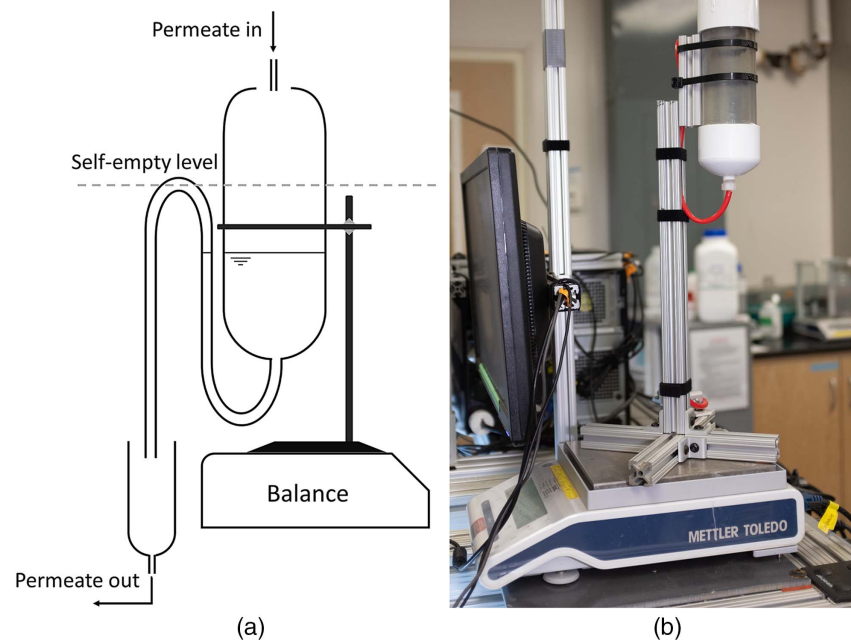 Permeate in
Self-empty level
Balance
Permeate out
(a)
METTLER TOLEDO
(b)